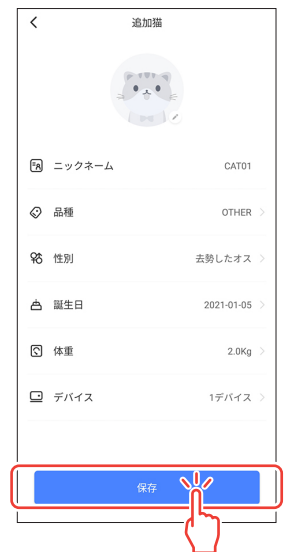 追加猫
ニックネーム CAT01
品種 OTHER
性別 去勢したオス
誕生日 2021-01-05
体重 2.0Kg
デバイス 1デバイス
保存